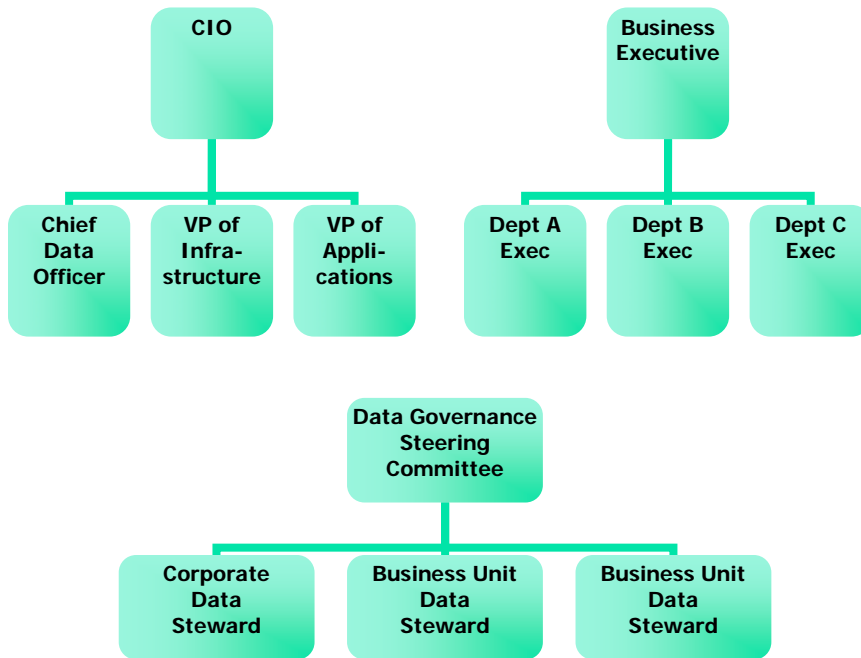 CIO
Business
Executive
Chief
Data
Officer
VP of
Infra-
structure
VP of
Appli-
cations
Dept A
Exec
Dept B
Exec
Dept C
Exec
Data Governance
Steering
Committee
Corporate
Data
Steward
Business Unit
Data
Steward
Business Unit
Data
Steward